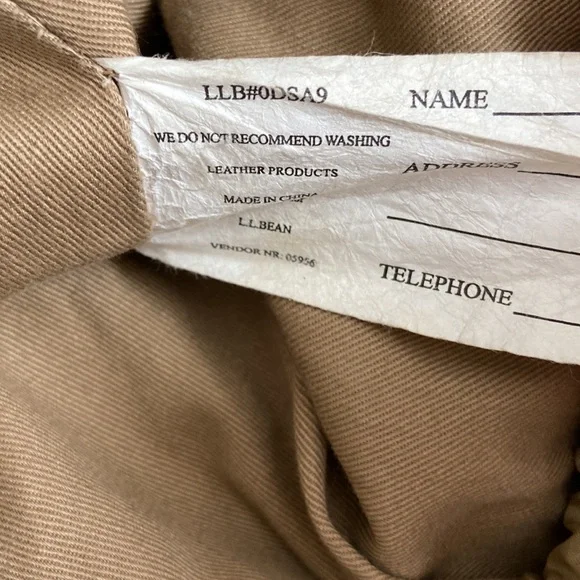 LLB#0DSA9
WE DO NOT RECOMMEND WASHING
LEATHER PRODUCTS
MADE IN CHINA
L.L.BEAN
VENDOR NR: 05956
NAME
ADDRESS
TELEPHONE